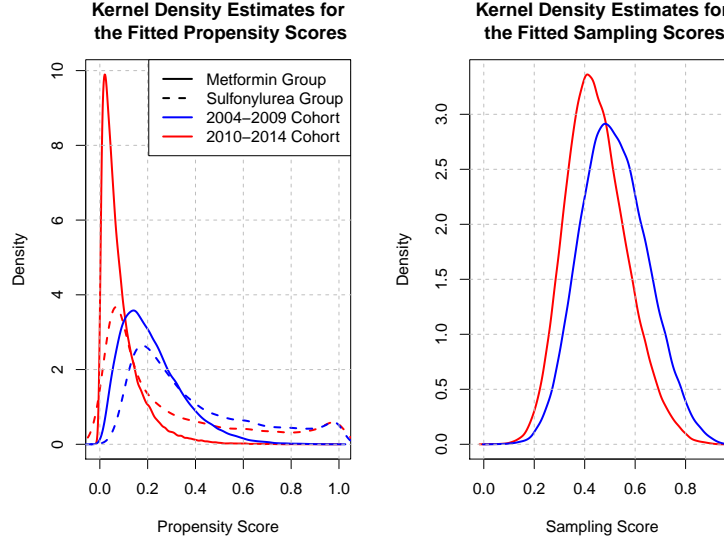 Kernel Density Estimates for
the Fitted Propensity Scores
Density
0 2 4 6 8 10
Metformin Group
Sulfonylurea Group
2004–2009 Cohort
2010–2014 Cohort
0.0 0.2 0.4 0.6 0.8 1.0
Propensity Score
Kernel Density Estimates for
the Fitted Sampling Scores
Density
0.0 0.5 1.0 1.5 2.0 2.5 3.0
0.0 0.2 0.4 0.6 0.8
Sampling Score